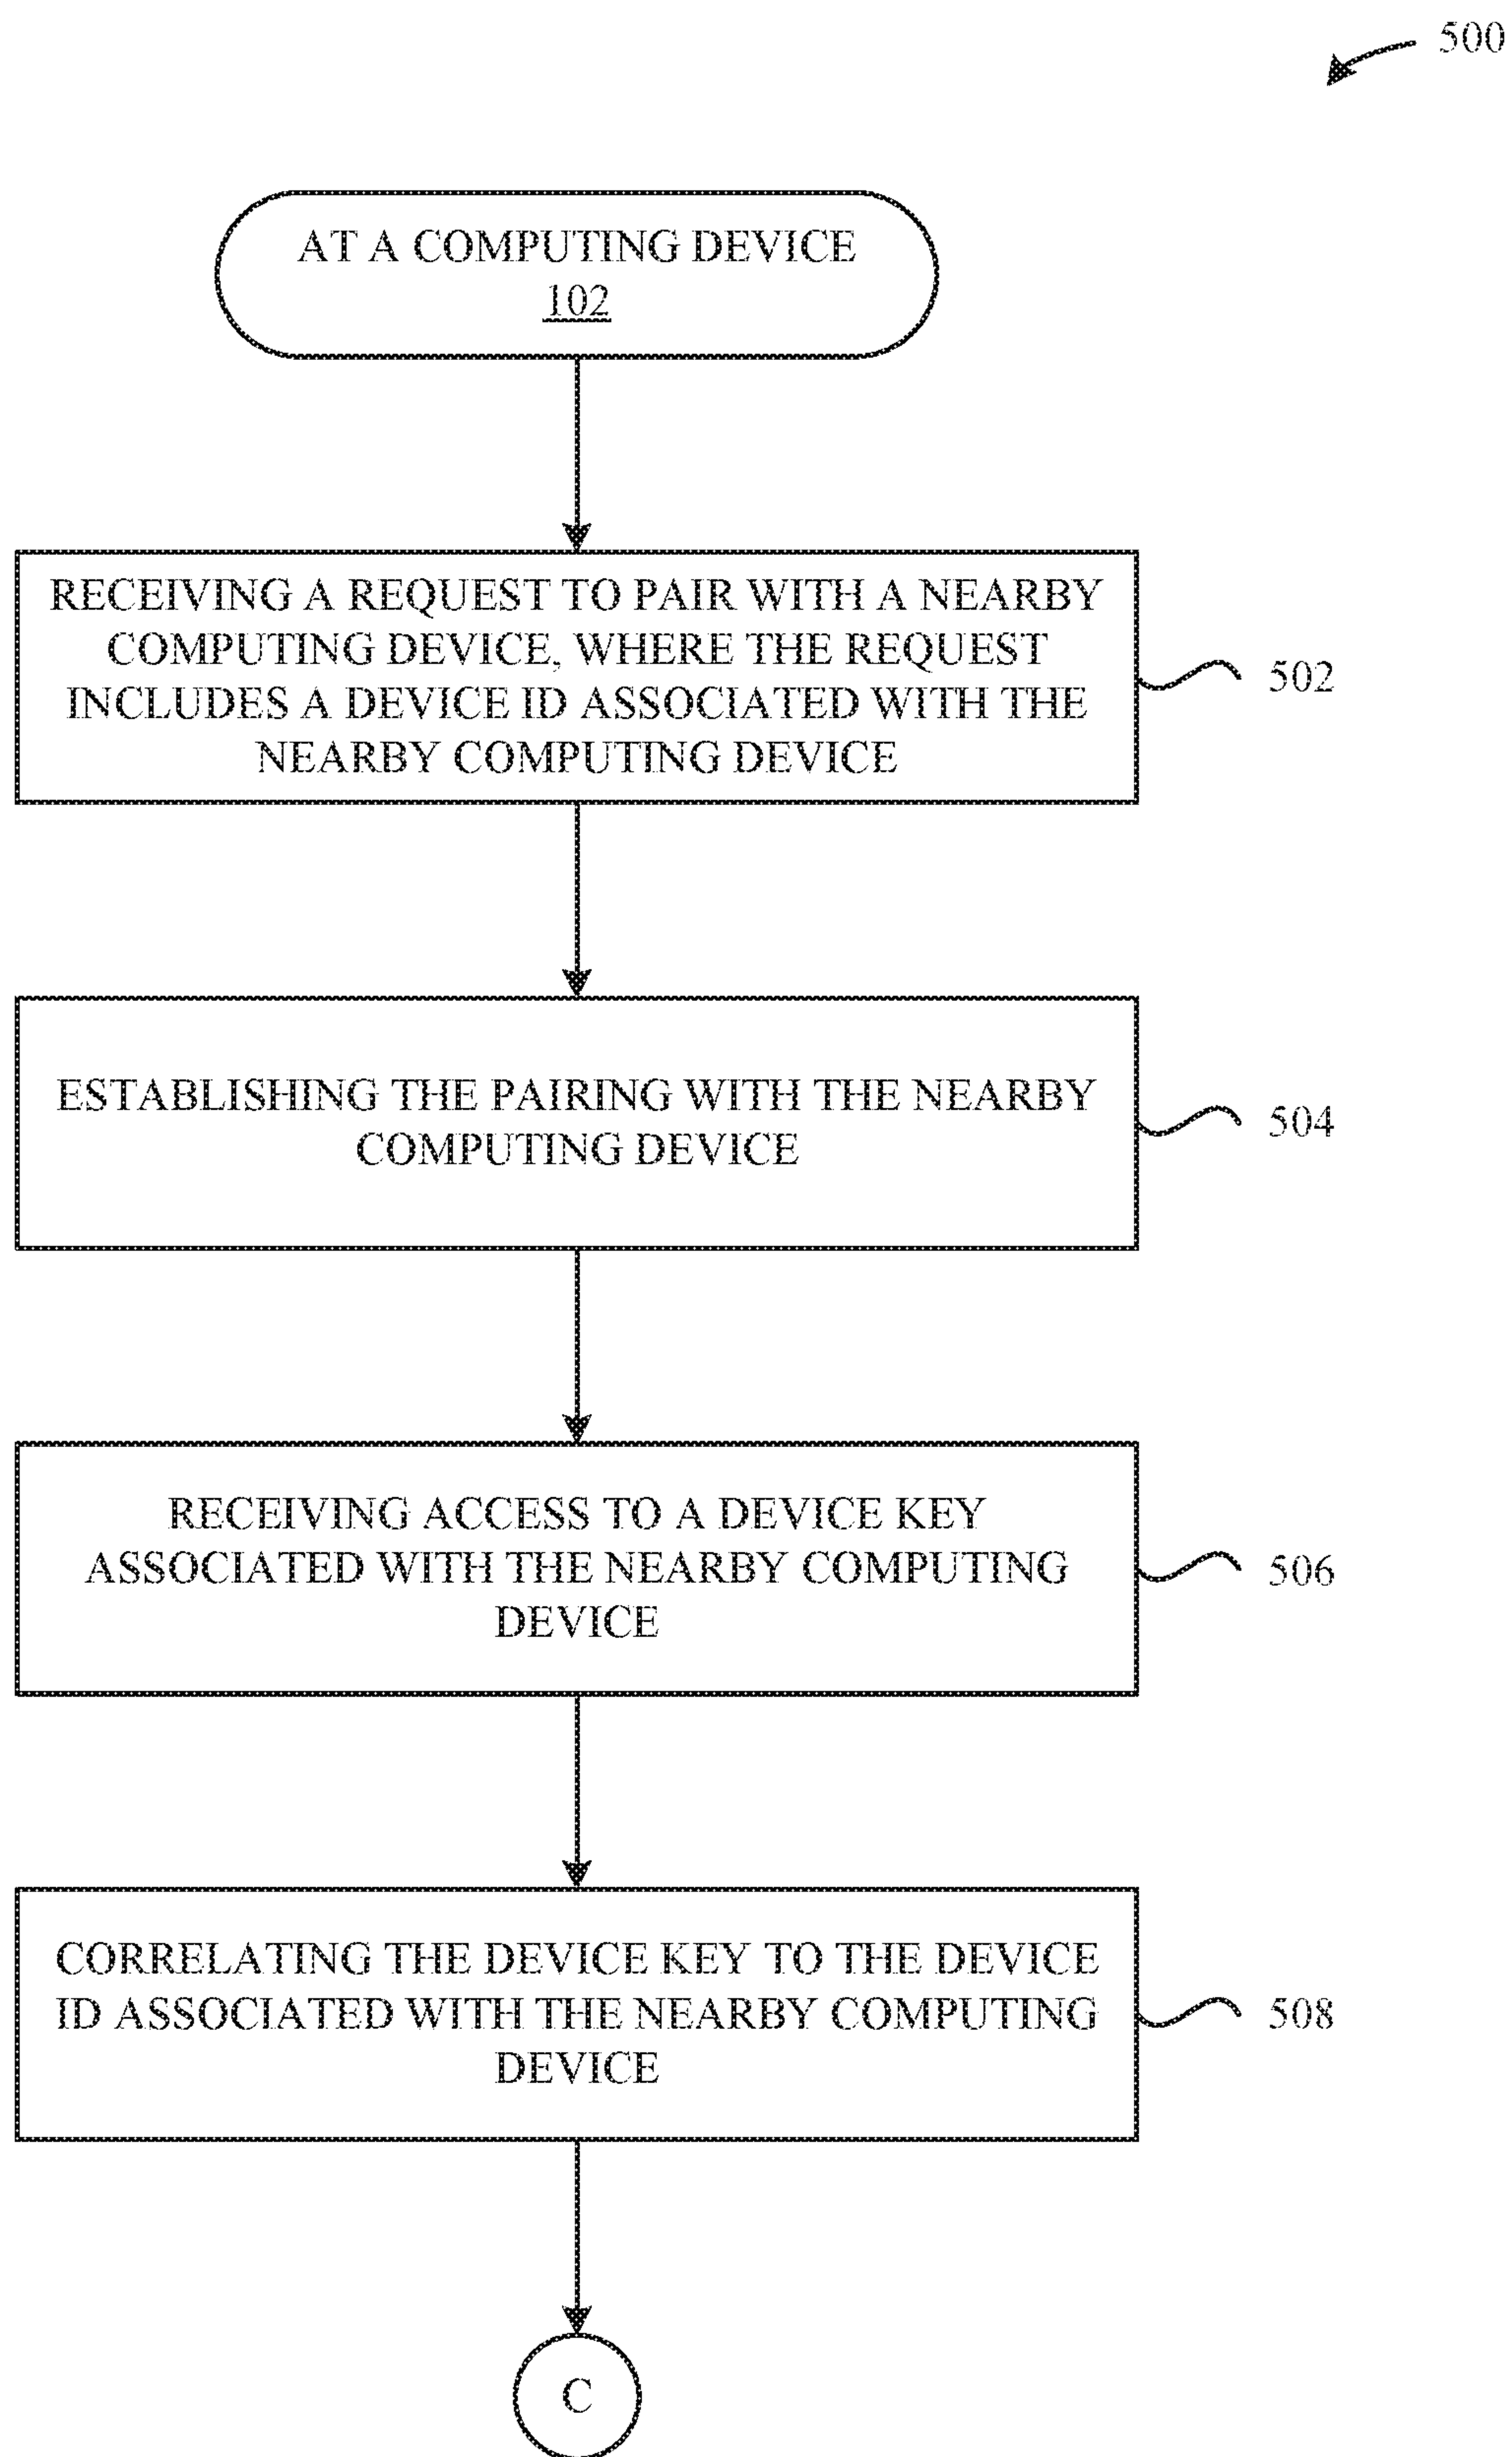 500
AT A COMPUTING DEVICE
102
RECEIVING A REQUEST TO PAIR WITH A NEARBY
COMPUTING DEVICE, WHERE THE REQUEST
INCLUDES A DEVICE ID ASSOCIATED WITH THE
NEARBY COMPUTING DEVICE
502
ESTABLISHING THE PAIRING WITH THE NEARBY
COMPUTING DEVICE
504
RECEIVING ACCESS TO A DEVICE KEY
ASSOCIATED WITH THE NEARBY COMPUTING
DEVICE
506
CORRELATING THE DEVICE KEY TO THE DEVICE
ID ASSOCIATED WITH THE NEARBY COMPUTING
DEVICE
508
C